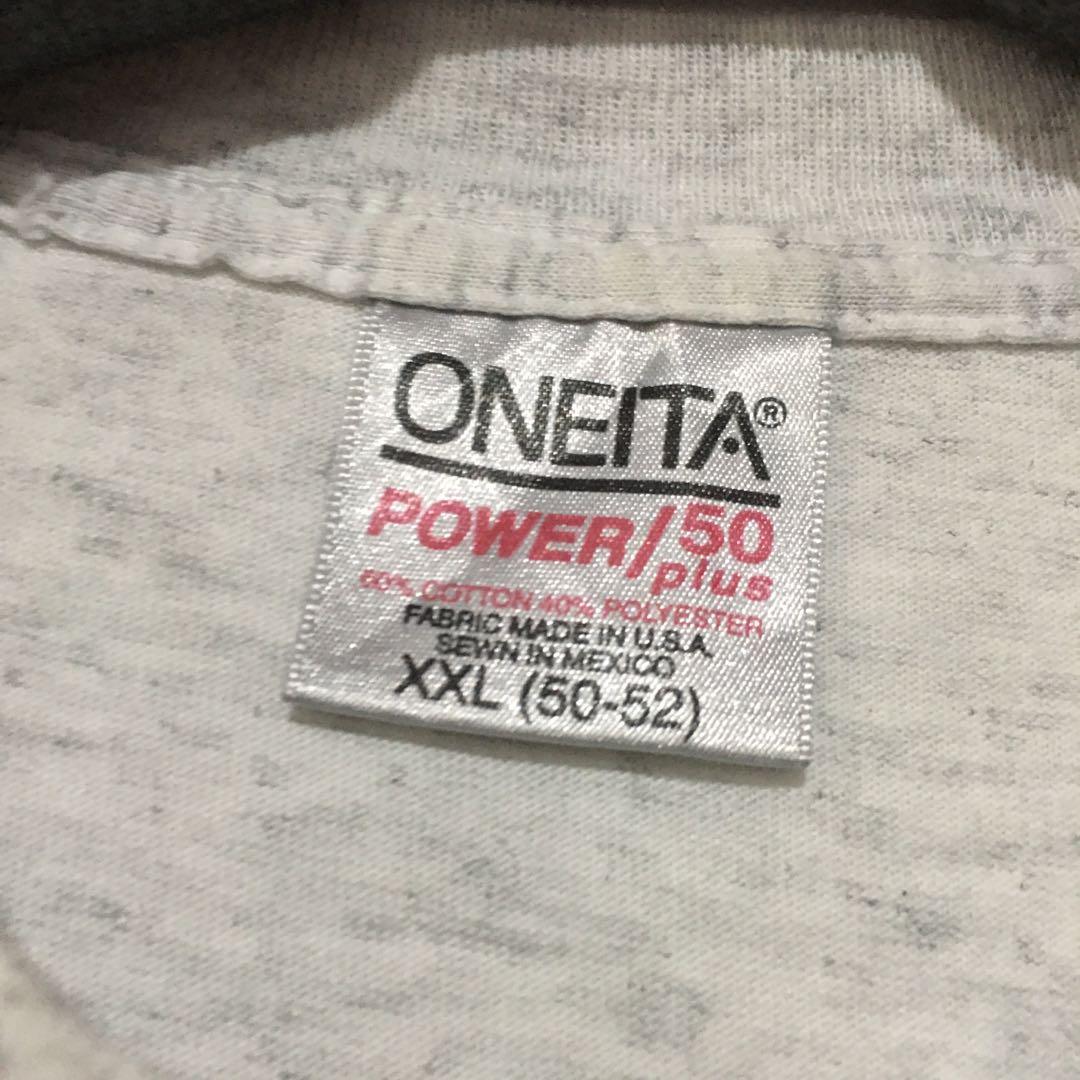 ONEITA®
POWER/50 plus
60% COTTON 40% POLYESTER
FABRIC MADE IN U.S.A.
SEWN IN MEXICO
XXL (50-52)